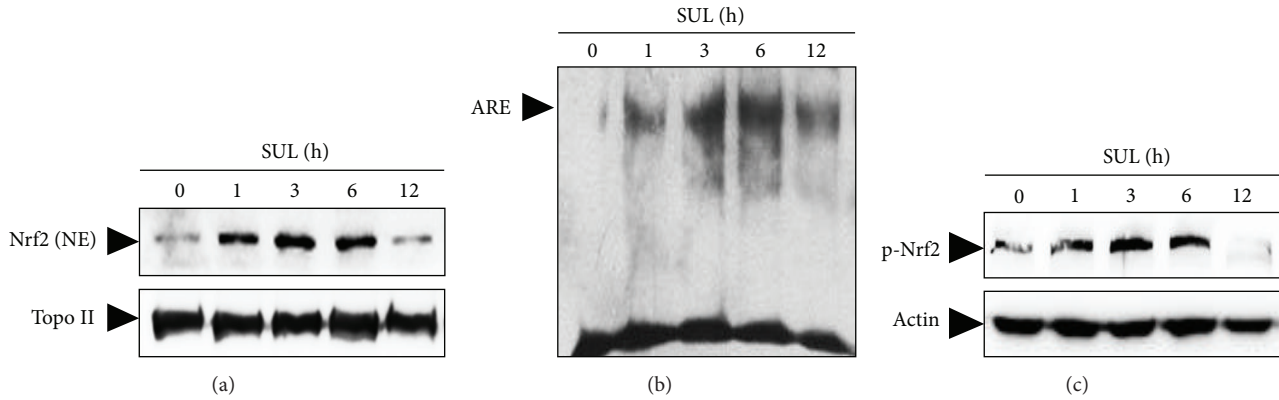 SUL (h)
0 1 3 6 12
Nrf2 (NE)
Topo II
(a)
SUL (h)
0 1 3 6 12
ARE
(b)
SUL (h)
0 1 3 6 12
p-Nrf2
Actin
(c)